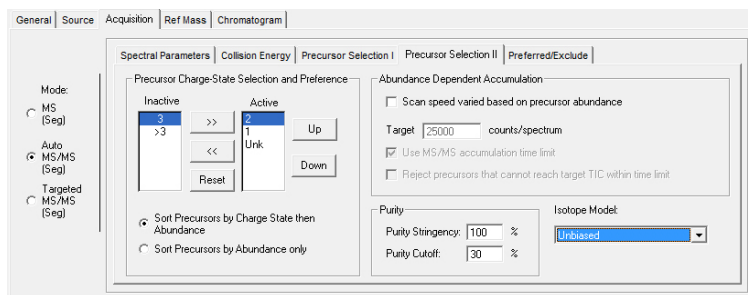 General Source Acquisition Ref Mass Chromatogram
Spectral Parameters Collision Energy Precursor Selection I Precursor Selection II Preferred/Exclude
Mode:
MS
(Seg)
Auto
MS/MS
(Seg)
Targeted
MS/MS
(Seg)
Precursor Charge-State Selection and Preference
Inactive Active
3
>3
>>
<<
Reset
2
1
Unk
Up
Down
Sort Precursors by Charge State then
Abundance
Sort Precursors by Abundance only
Abundance Dependent Accumulation
Scan speed varied based on precursor abundance
Target 25000 counts/spectrum
Use MS/MS accumulation time limit
Reject precursors that cannot reach target TIC within time limit
Purity
Purity Stringency: 100 %
Purity Cutoff: 30 %
Isotope Model:
Unbiased